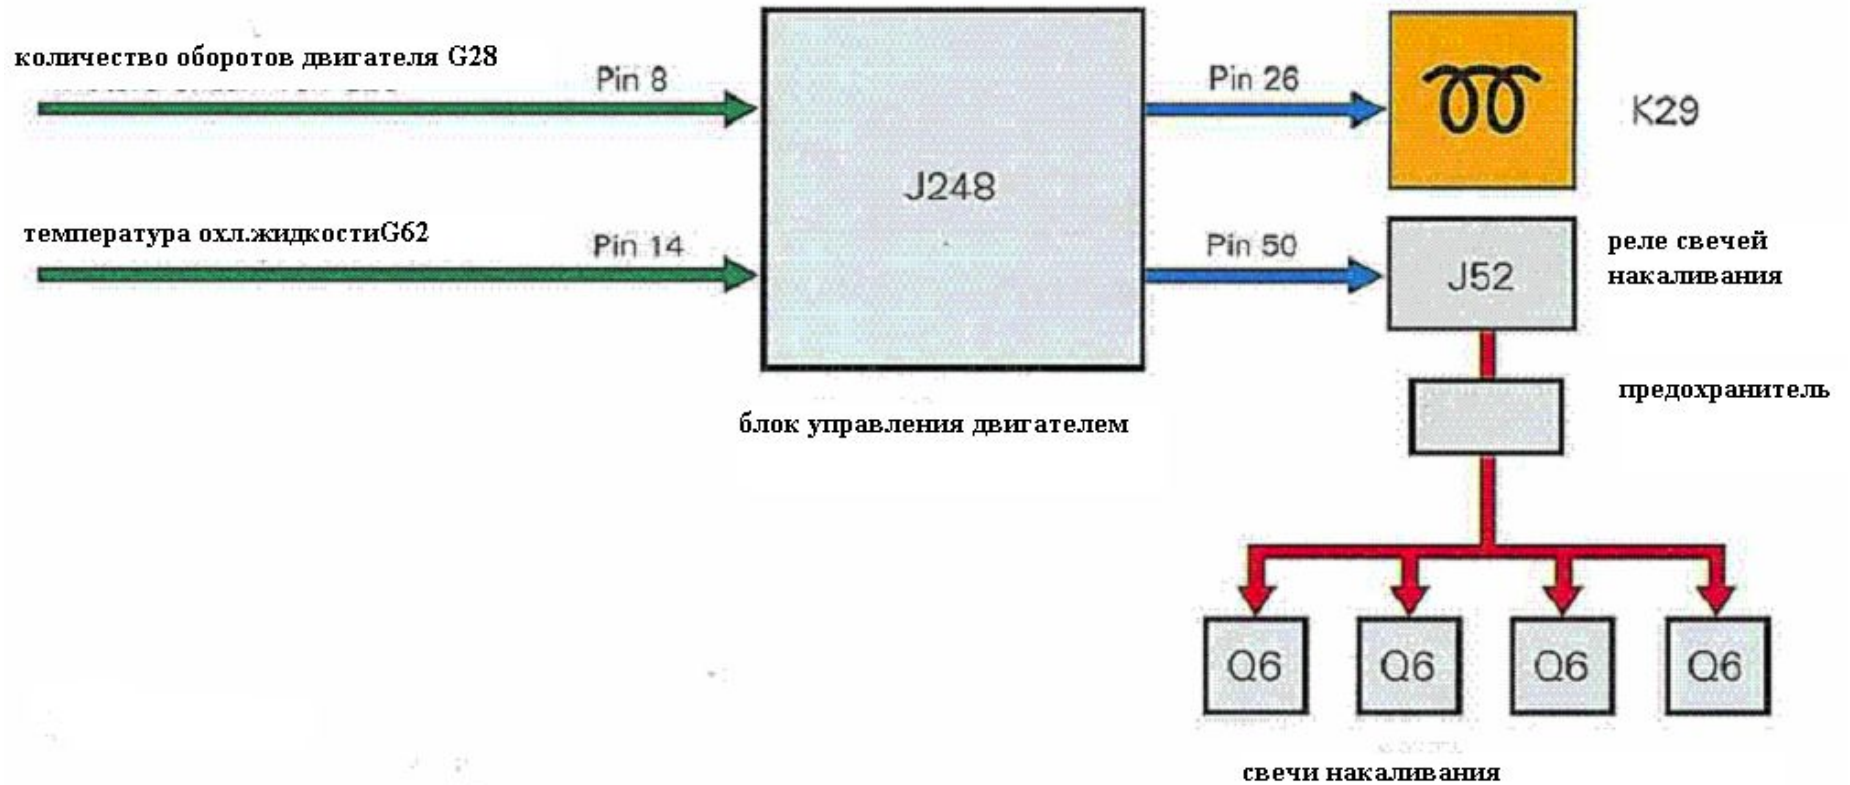 количество оборотов двигателя G28
Pin 8
Pin 26
K29
J248
температура охл.жидкостиG62
Pin 14
Pin 50
J52
реле свечей
накаливания
предохранитель
блок управления двигателем
Q6
Q6
Q6
Q6
свечи накаливания